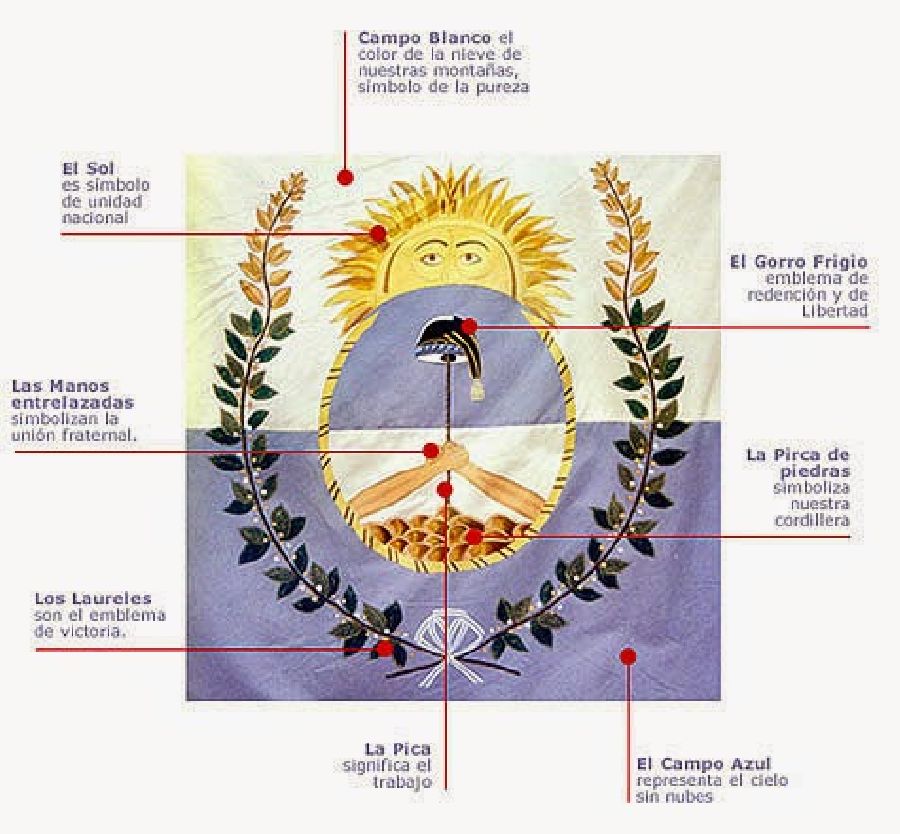 Campo Blanco el
color de la nieve de
nuestras montañas,
símbolo de la pureza
El Sol
es símbolo
de unidad
nacional
El Gorro Frigio
emblema de
redención y de
Libertad
Las Manos
entrelazadas
simbolizan la
unión fraternal.
La Pirca de
piedras
simboliza
nuestra
cordillera
Los Laureles
son el emblema
de victoria.
La Pica
significa el
trabajo
El Campo Azul
representa el cielo
sin nubes